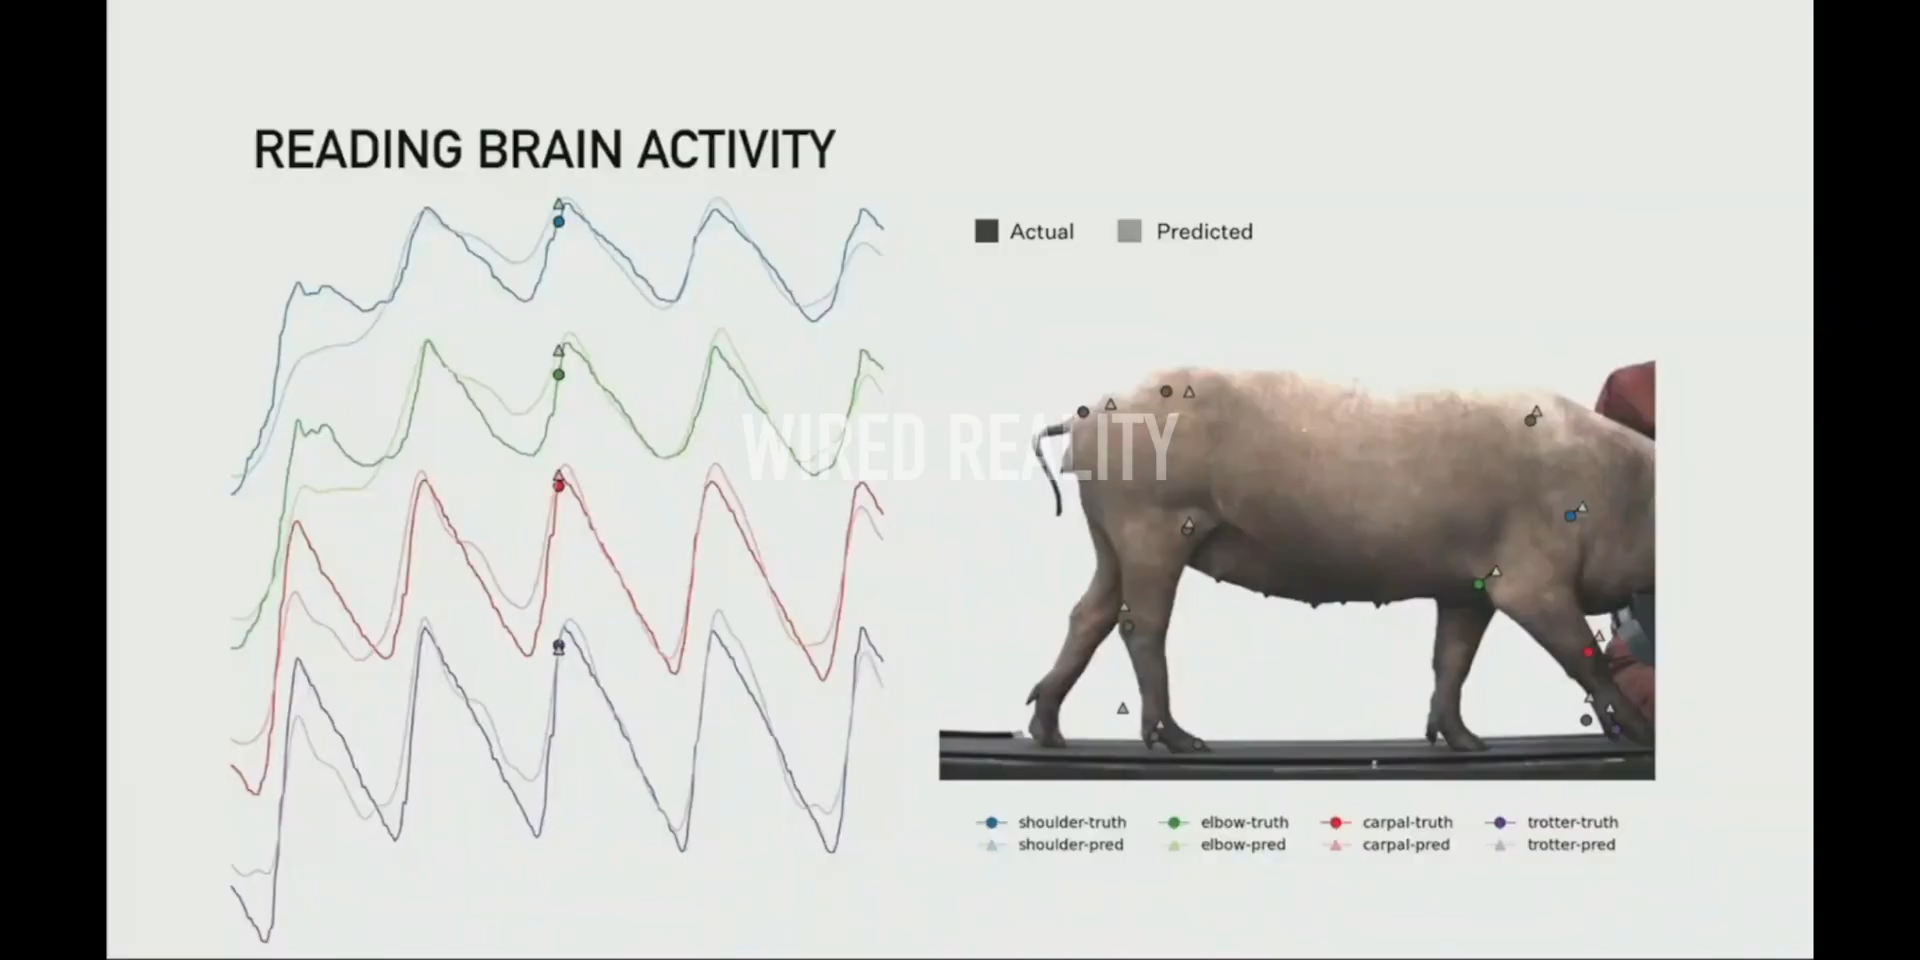 READING BRAIN ACTIVITY
Actual Predicted
WIRED REALITY
shoulder-truth elbow-truth carpal-truth trotter-truth
shoulder-pred elbow-pred carpal-pred trotter-pred